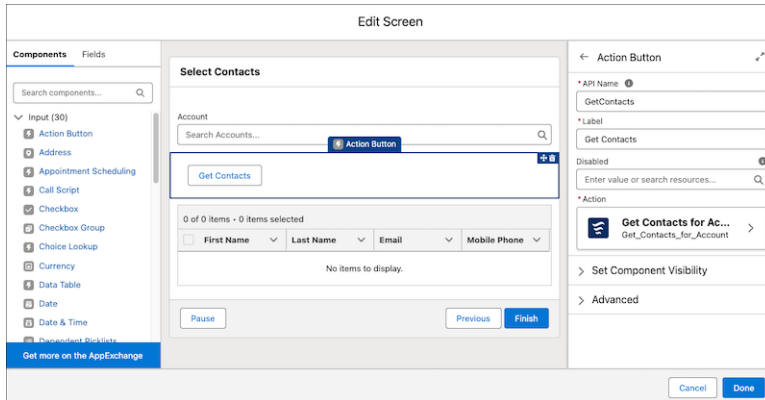 Edit Screen
Components Fields
Search components...
Input (30)
Action Button
Address
Appointment Scheduling
Call Script
Checkbox
Checkbox Group
Choice Lookup
Currency
Data Table
Date
Date & Time
Dependent Picklists
Get more on the AppExchange
Select Contacts
Account
Search Accounts...
Action Button
Get Contacts
0 of 0 items • 0 items selected
First Name Last Name Email Mobile Phone
No items to display.
Pause Previous Finish
Action Button
*API Name
GetContacts
*Label
Get Contacts
Disabled
Enter value or search resources...
*Action
Get Contacts for Ac...
Get_Contacts_for_Account
Set Component Visibility
Advanced
Cancel Done